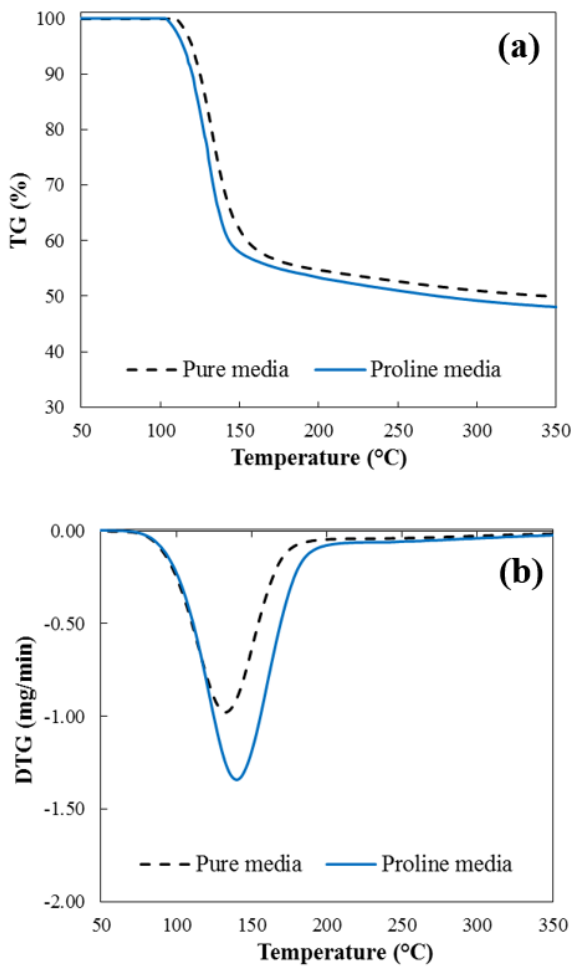 100
(a)
90
80
70
TG (%)
60
50
40
Pure media
Proline media
30
50
100
150
200
250
300
350
Temperature (°C)
0.00
(b)
-0.50
DTG (mg/min)
-1.00
-1.50
Pure media
Proline media
-2.00
50
100
150
200
250
300
350
Temperature (°C)